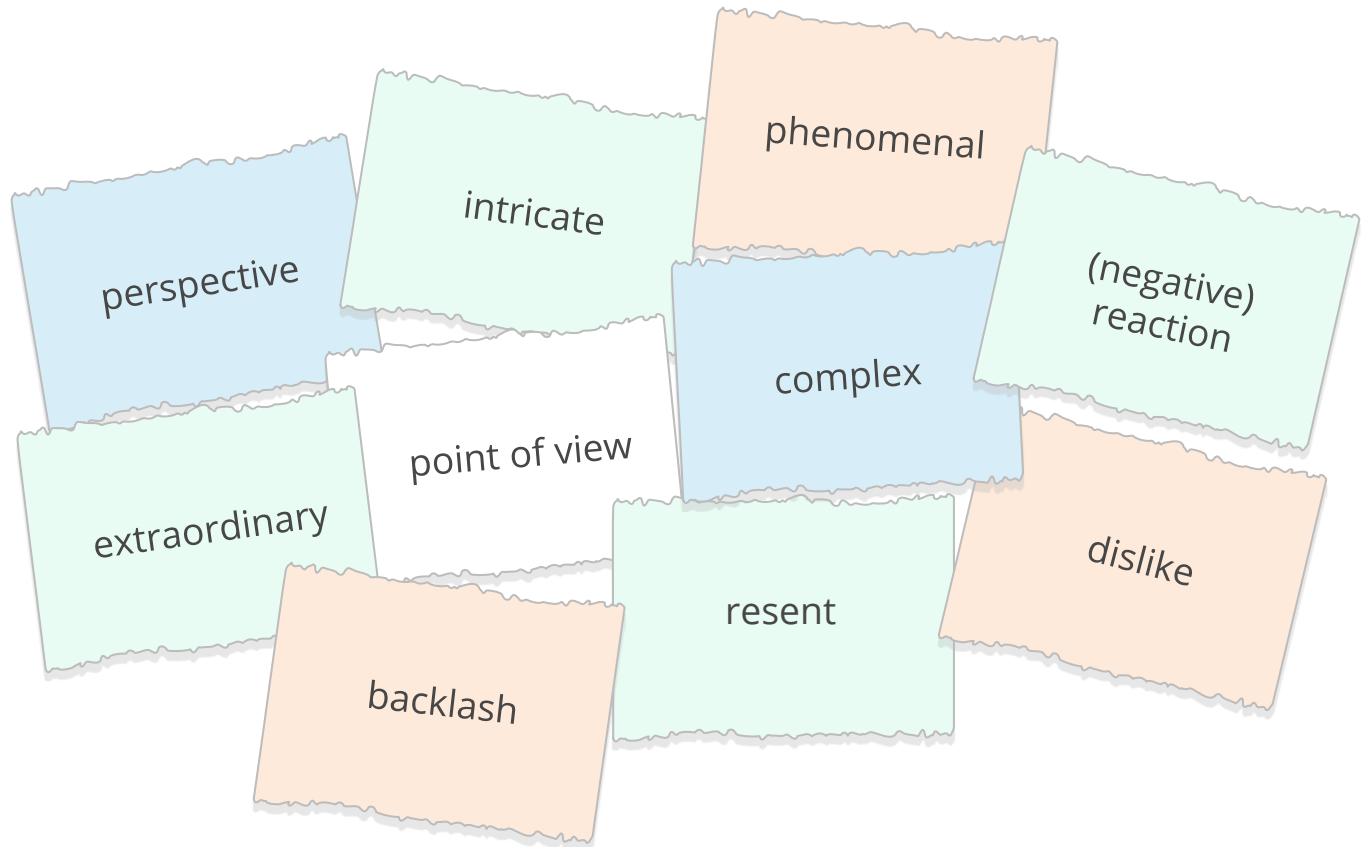 phenomenal
intricate
perspective
(negative)
reaction
complex
point of view
extraordinary
dislike
resent
backlash